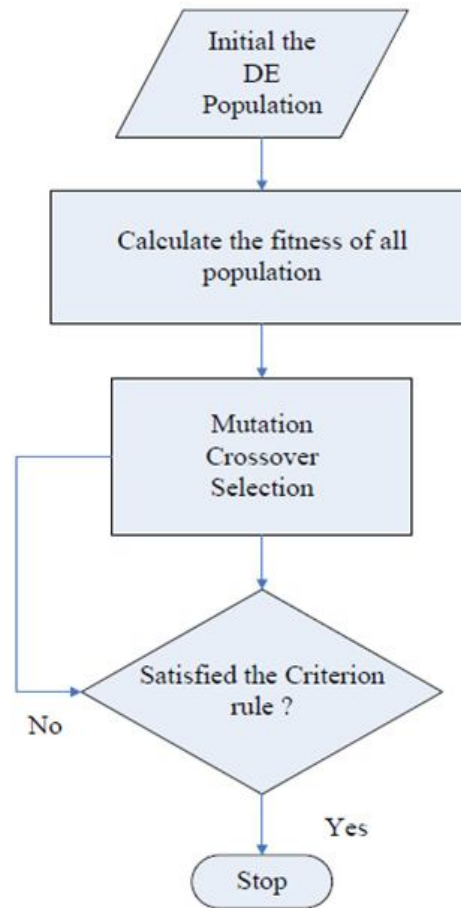 Initial the
DE
Population
Calculate the fitness of all
population
Mutation
Crossover
Selection
Satisfied the Criterion
rule ?
No
Yes
Stop